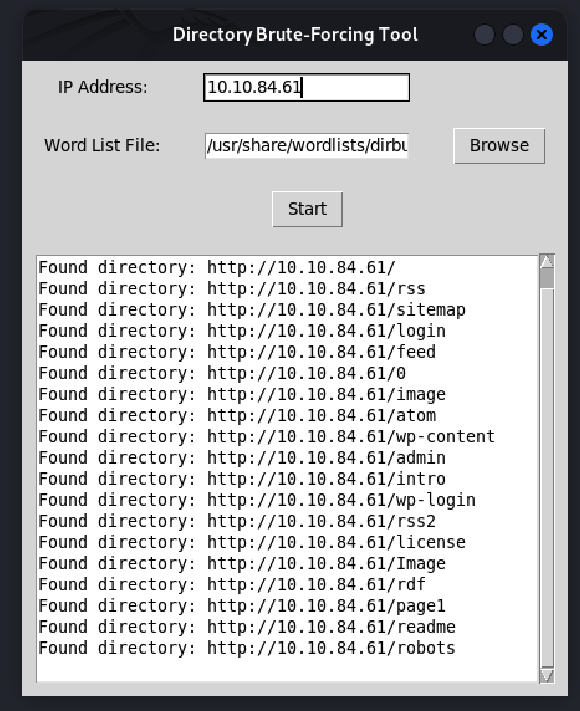 Directory Brute-Forcing Tool
IP Address: 10.10.84.61
Word List File: /usr/share/wordlists/dirbu Browse
Start
Found directory: http://10.10.84.61/
Found directory: http://10.10.84.61/rss
Found directory: http://10.10.84.61/sitemap
Found directory: http://10.10.84.61/login
Found directory: http://10.10.84.61/feed
Found directory: http://10.10.84.61/0
Found directory: http://10.10.84.61/image
Found directory: http://10.10.84.61/atom
Found directory: http://10.10.84.61/wp-content
Found directory: http://10.10.84.61/admin
Found directory: http://10.10.84.61/intro
Found directory: http://10.10.84.61/wp-login
Found directory: http://10.10.84.61/rss2
Found directory: http://10.10.84.61/license
Found directory: http://10.10.84.61/Image
Found directory: http://10.10.84.61/rdf
Found directory: http://10.10.84.61/page1
Found directory: http://10.10.84.61/readme
Found directory: http://10.10.84.61/robots